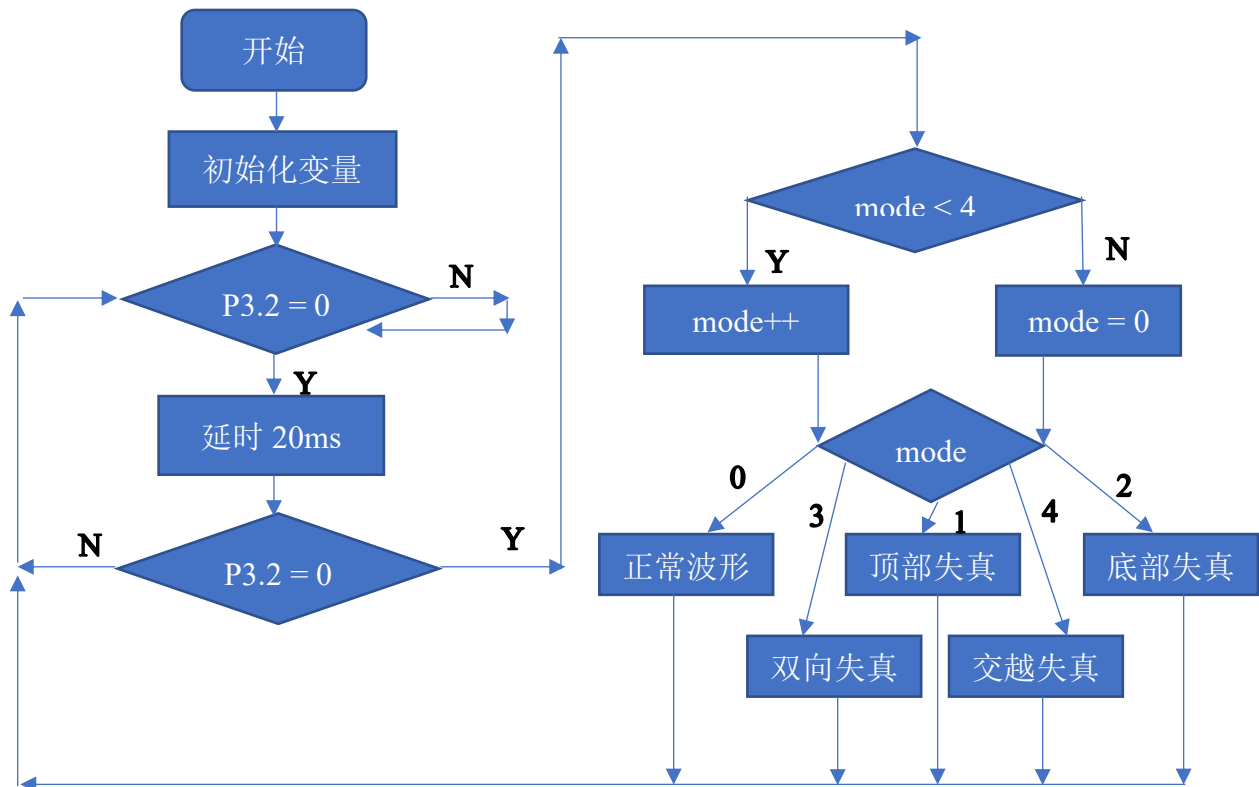 开始
初始化变量
P3.2 = 0
N
Y
延时 20ms
P3.2 = 0
N
Y
mode < 4
Y
N
mode++
mode = 0
mode
0
3
1
4
2
正常波形
顶部失真
底部失真
双向失真
交越失真